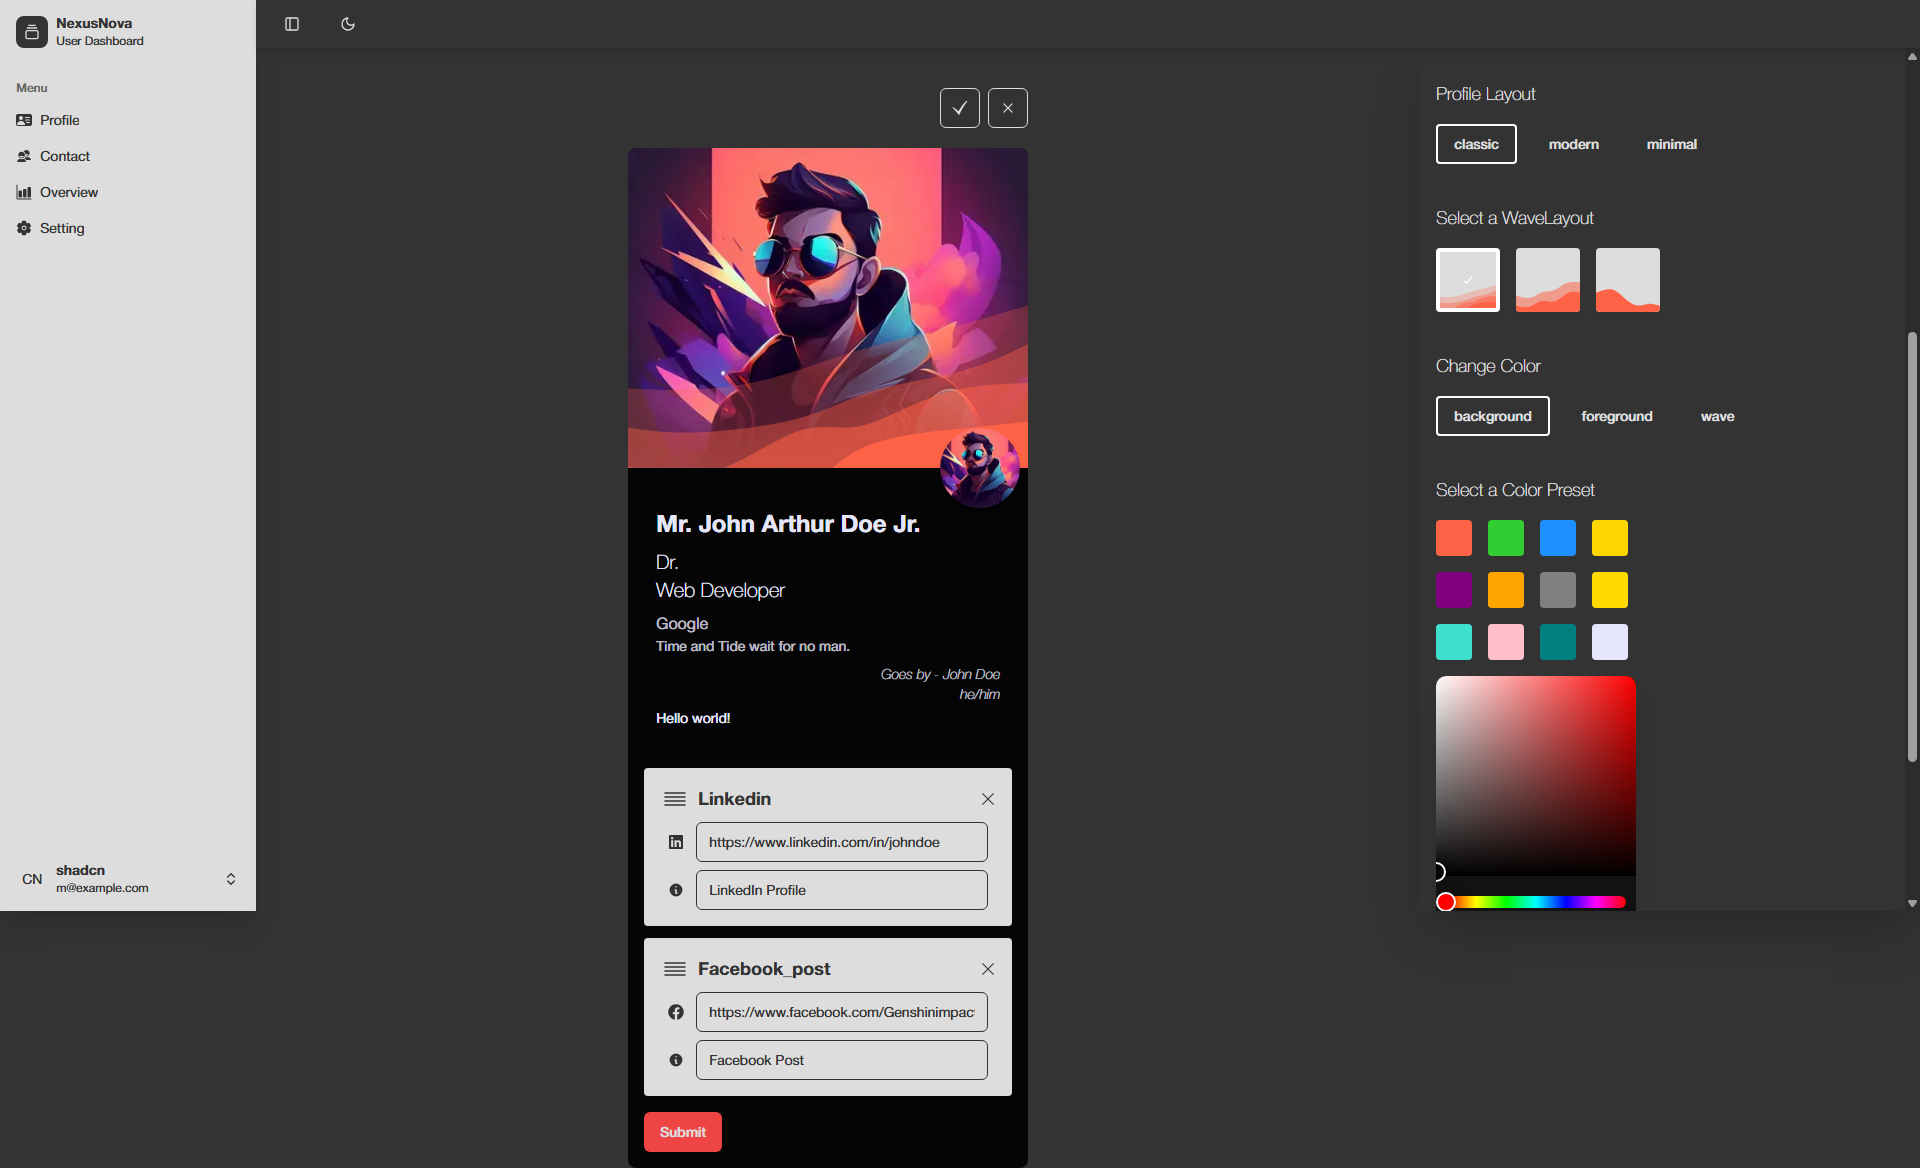 NexusNova
User Dashboard
Menu
Profile
Contact
Overview
Setting
CN
shadcn
m@example.com
Mr. John Arthur Doe Jr.
Dr.
Web Developer
Google
Time and Tide wait for no man.
Goes by - John Doe
he/him
Hello world!
Linkedin
https://www.linkedin.com/in/johndoe
LinkedIn Profile
Facebook_post
https://www.facebook.com/Genshinimpac
Facebook Post
Submit
Profile Layout
classic modern minimal
Select a WaveLayout
Change Color
background foreground wave
Select a Color Preset